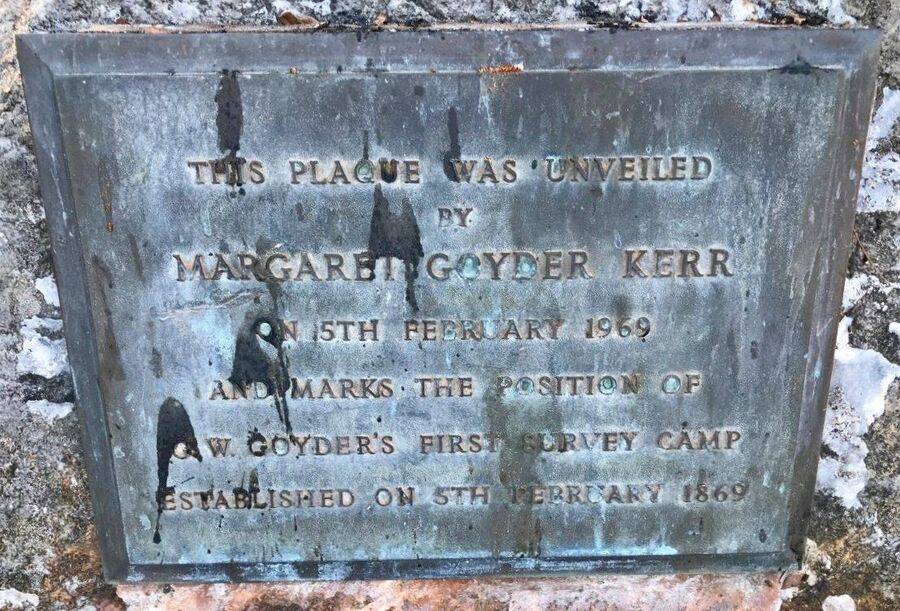 THIS PLAQUE WAS UNVEILED
BY
MARGARET GOYDER KERR
ON 5TH FEBRUARY 1969
AND MARKS THE POSITION OF
G.W. GOYDER'S FIRST SURVEY CAMP
ESTABLISHED ON 5TH FEBRUARY 1869